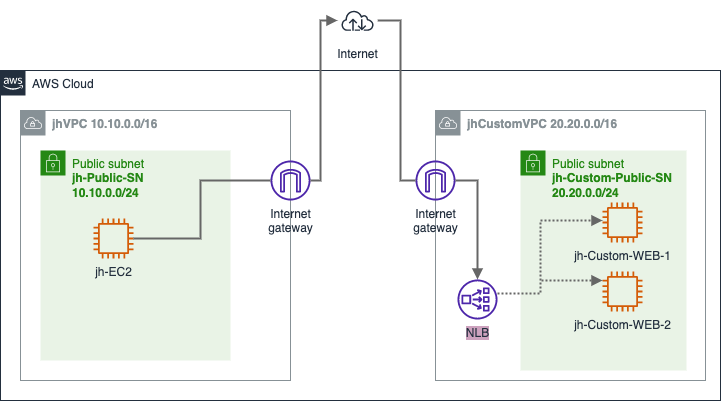 Internet
aws
AWS Cloud
jhVPC 10.10.0.0/16
Public subnet
jh-Public-SN
10.10.0.0/24
jh-EC2
Internet
gateway
jhCustomVPC 20.20.0.0/16
Internet
gateway
Public subnet
jh-Custom-Public-SN
20.20.0.0/24
jh-Custom-WEB-1
jh-Custom-WEB-2
NLB